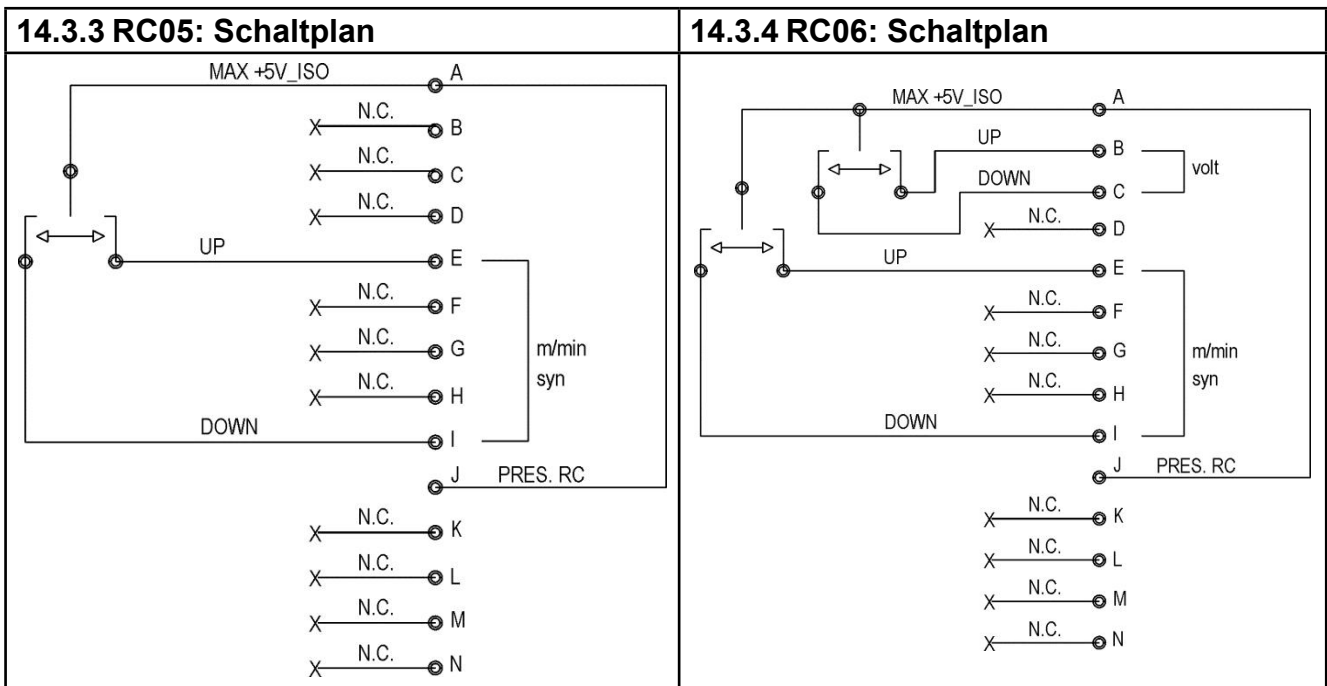 14.3.3 RC05: Schaltplan
MAX +5V_ISO
A
N.C.
B
N.C.
C
N.C.
D
UP
E
N.C.
F
N.C.
G
m/min
syn
N.C.
H
DOWN
I
J
PRES. RC
N.C.
K
N.C.
L
N.C.
M
N.C.
N
14.3.4 RC06: Schaltplan
MAX +5V_ISO
A
UP
B
volt
DOWN
C
N.C.
D
UP
E
N.C.
F
N.C.
G
m/min
syn
N.C.
H
DOWN
I
J
PRES. RC
N.C.
K
N.C.
L
N.C.
M
N.C.
N